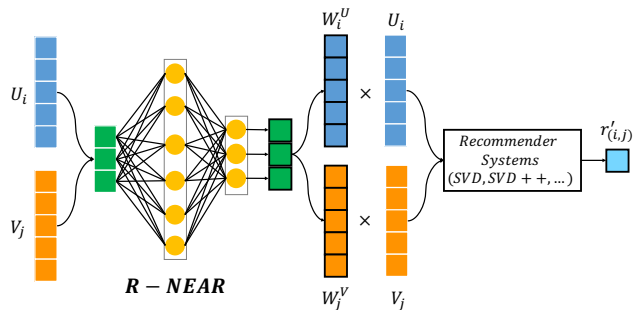 W_i^U
U_i
U_i
×
V_j
×
R − NEAR
W_j^V
V_j
Recommender
Systems
(SVD, SVD + +, …)
r′_(i,j)